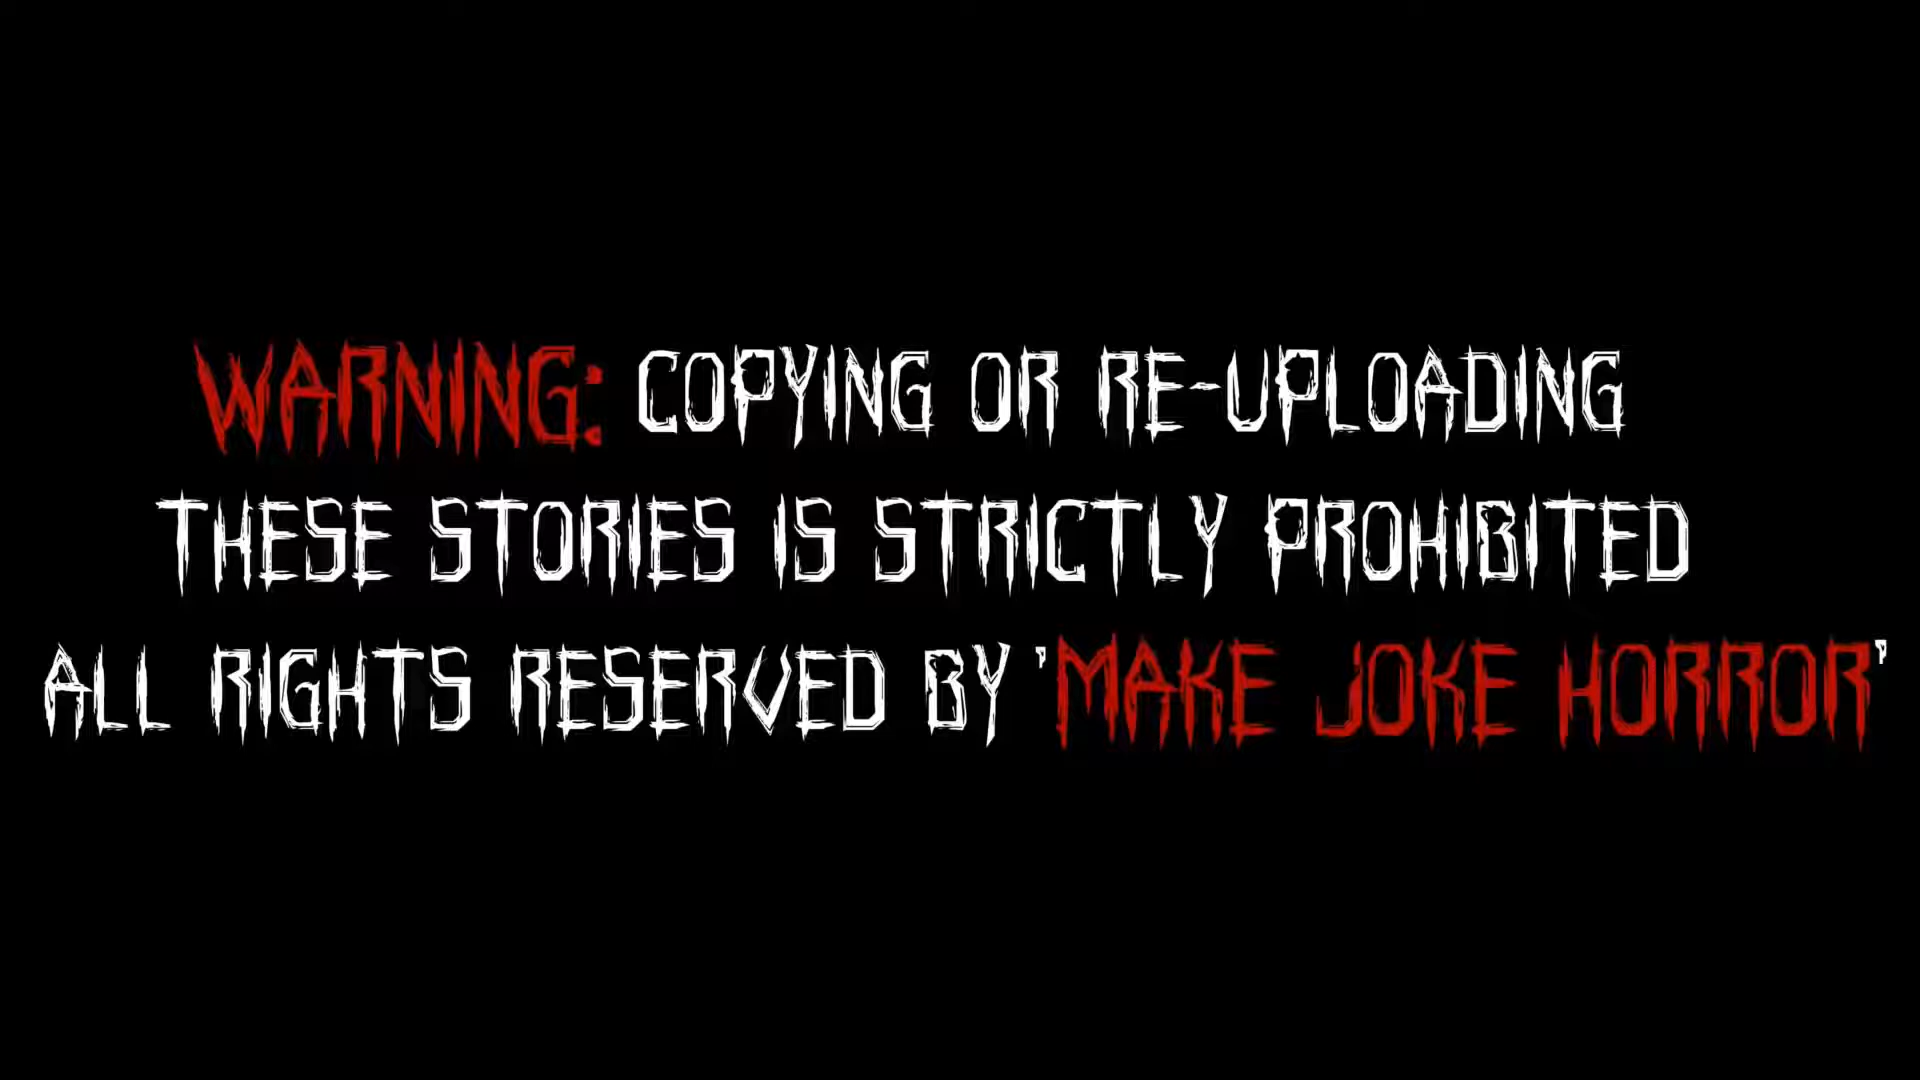 WARNING: COPYING OR RE-UPLOADING
THESE STORIES IS STRICTLY PROHIBITED
ALL RIGHTS RESERVED BY 'MAKE JOKE HORROR'